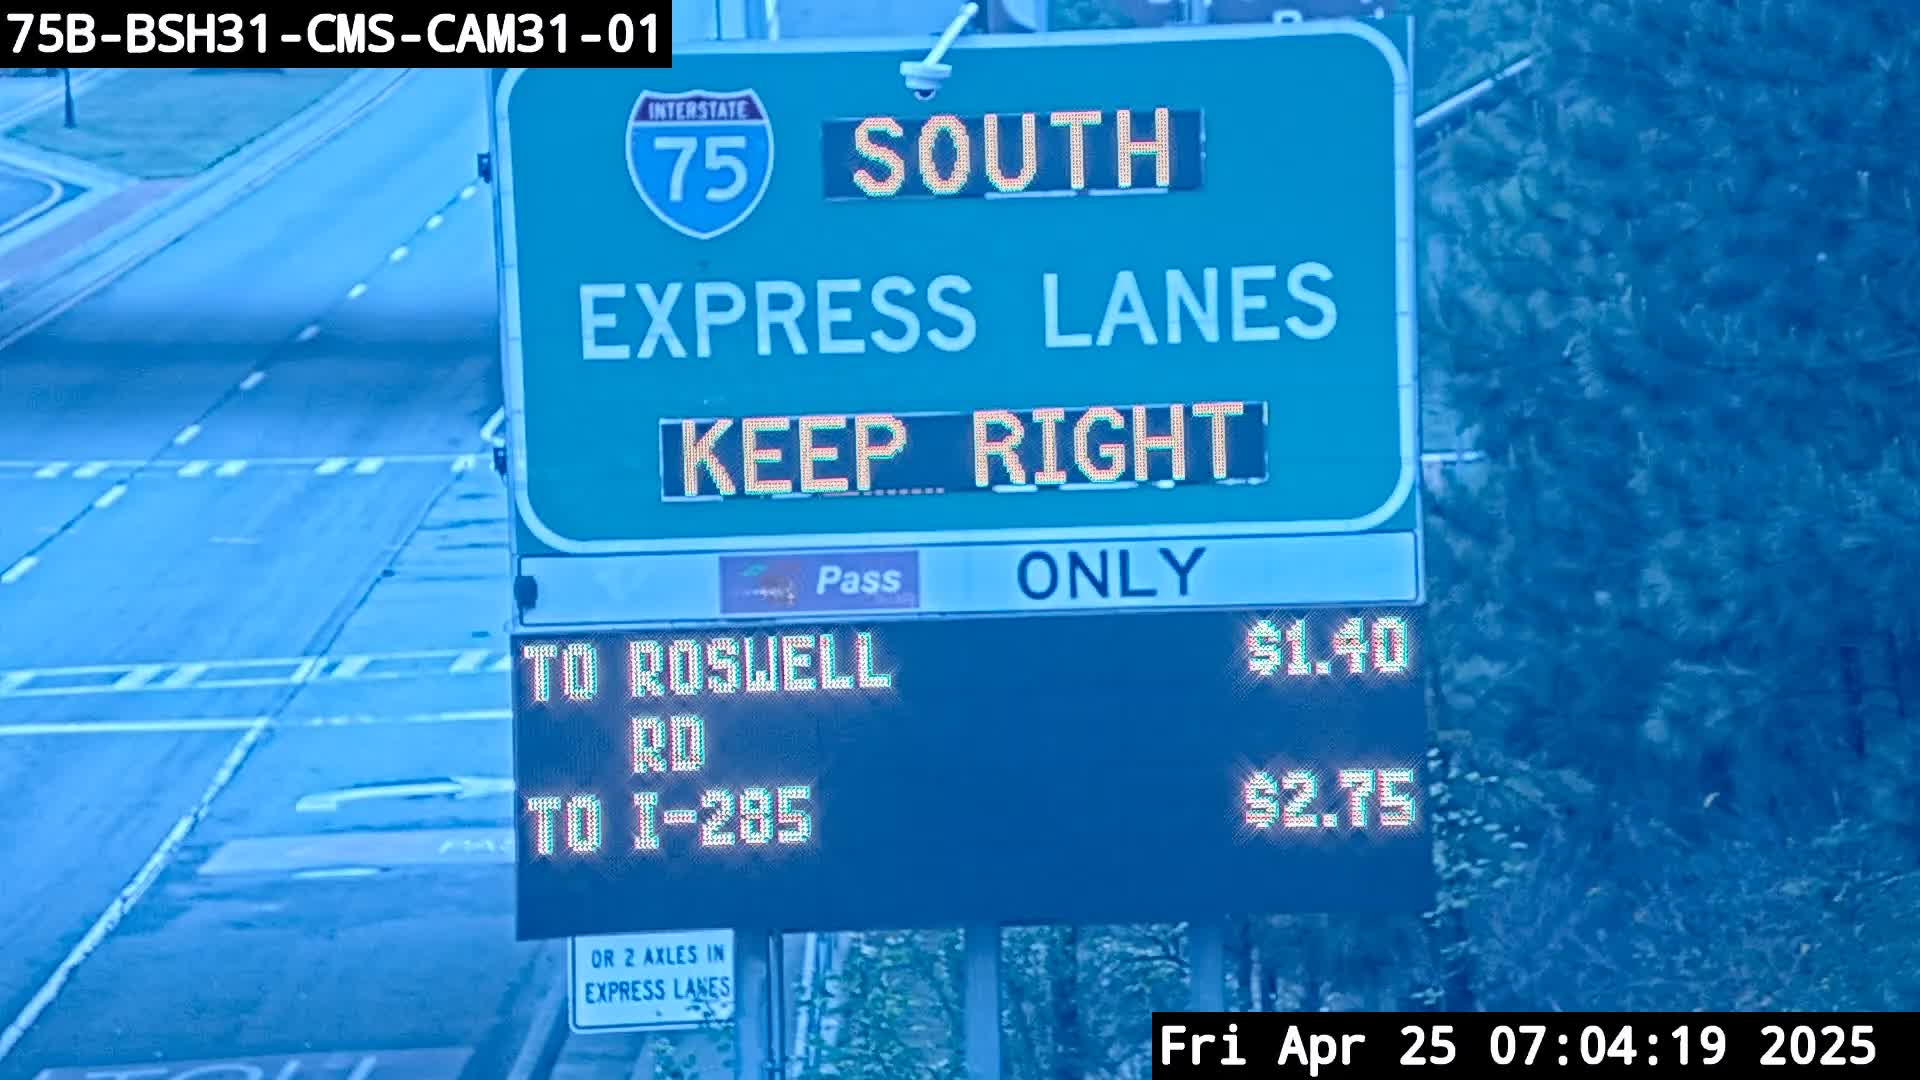 75B-BSH31-CMS-CAM31-01
INTERSTATE
75
SOUTH
EXPRESS LANES
KEEP RIGHT
Pass ONLY
TO ROSWELL $1.40
RD
TO I-285 $2.75
OR 2 AXLES IN
EXPRESS LANES
Fri Apr 25 07:04:19 2025